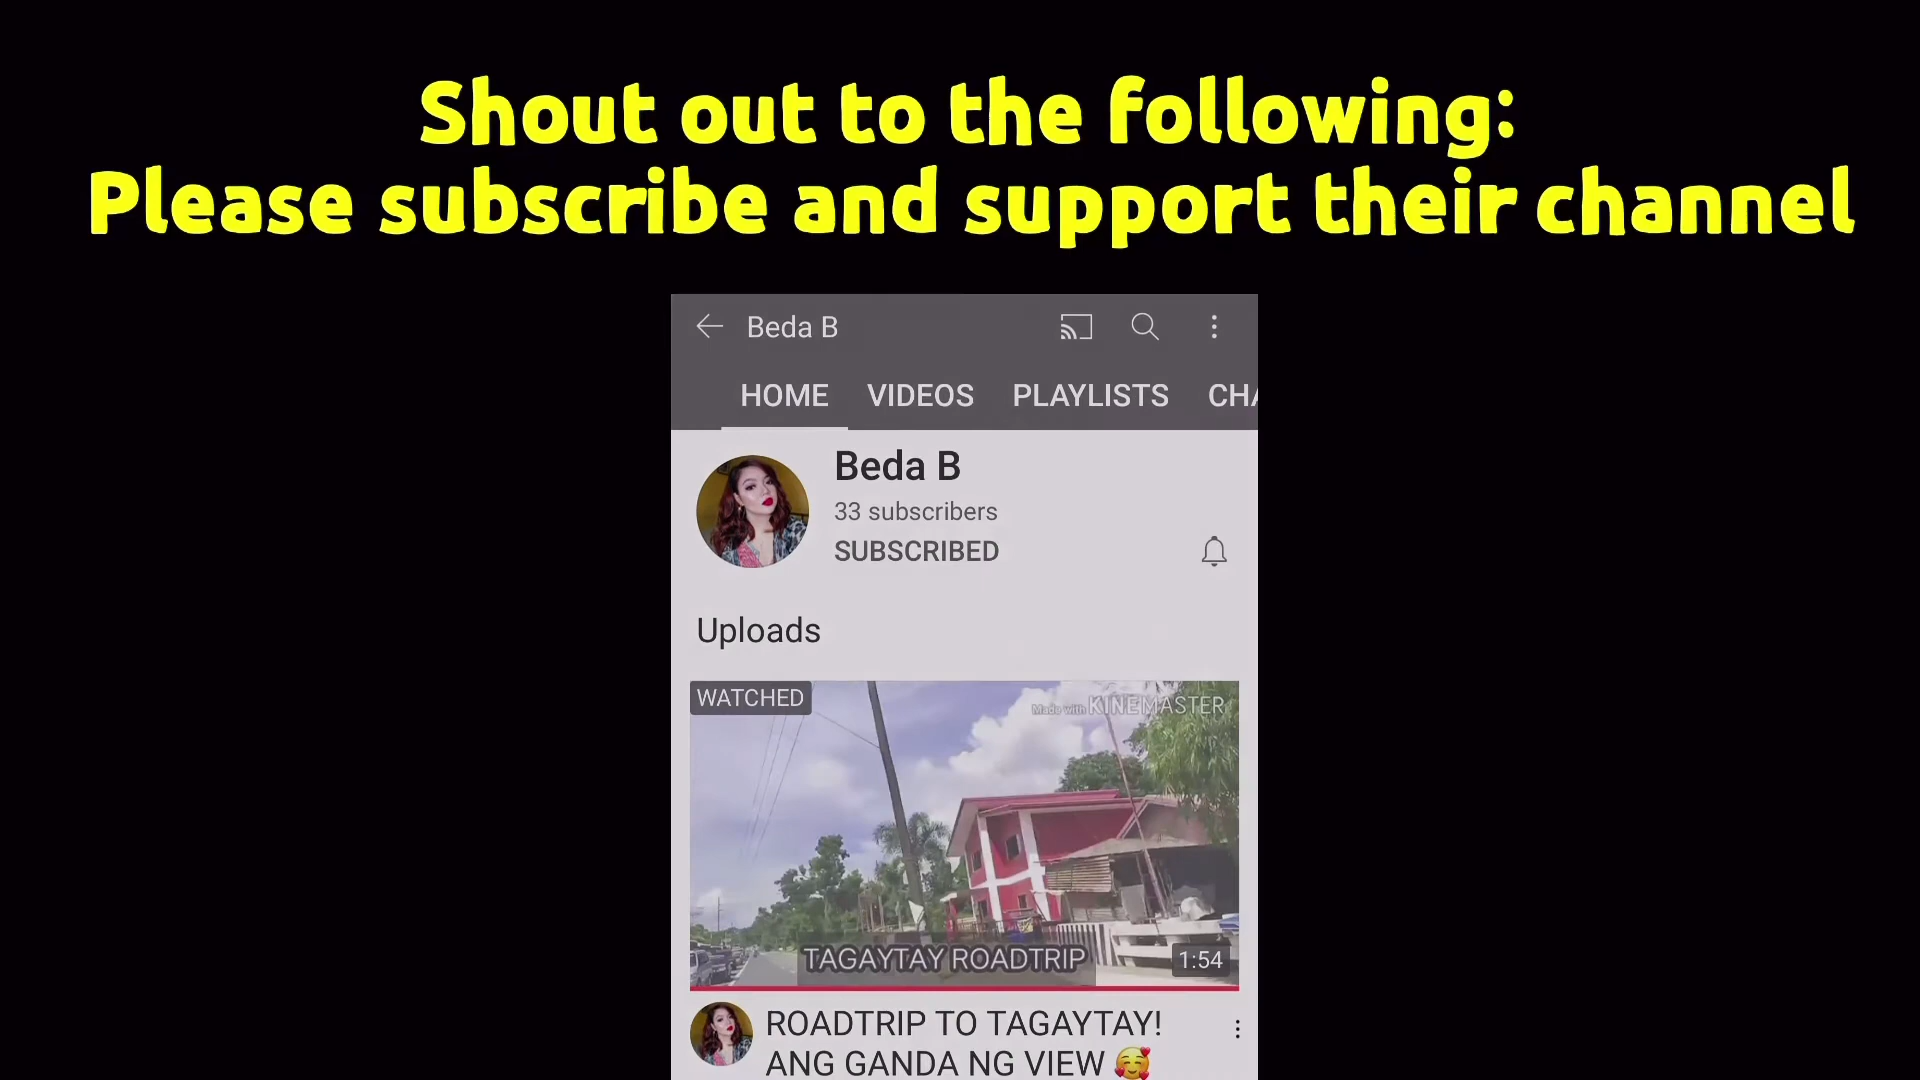 Shout out to the following:
Please subscribe and support their channel
Beda B
HOME VIDEOS PLAYLISTS CHA
Beda B
33 subscribers
SUBSCRIBED
Uploads
WATCHED
Made with KINEMASTER
TAGAYTAY ROADTRIP
1:54
ROADTRIP TO TAGAYTAY!
ANG GANDA NG VIEW 🥰